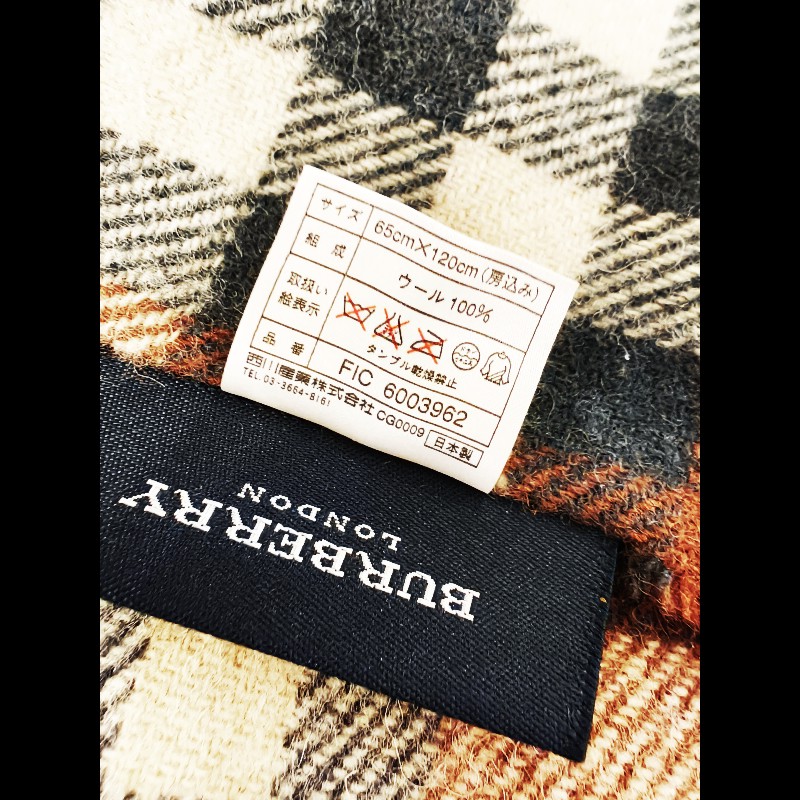 サイズ 65cm×120cm(房込み)
組成 ウール 100%
取扱い
絵表示
タンブル乾燥禁止
品番 FIC 6003962
西川産業株式会社 CG0009 日本製
TEL.03-3664-8161
BURBERRY
LONDON